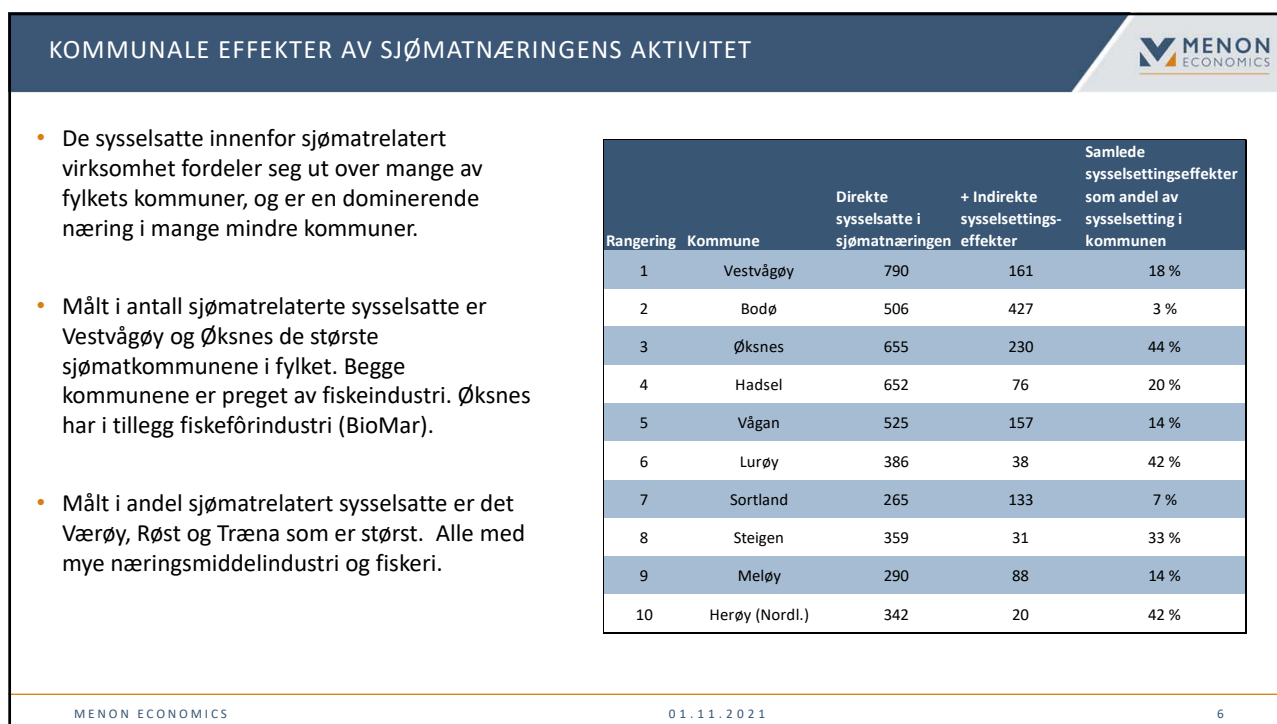 KOMMUNALE EFFEKTER AV SJØMATNÆRINGENS AKTIVITET
MENON
ECONOMICS
• De sysselsatte innenfor sjømatrelatert
virksomhet fordeler seg ut over mange av
fylkets kommuner, og er en dominerende
næring i mange mindre kommuner.
• Målt i antall sjømatrelaterte sysselsatte er
Vestvågøy og Øksnes de største
sjømatkommunene i fylket. Begge
kommunene er preget av fiskeindustri. Øksnes
har i tillegg fiskefôrindustri (BioMar).
• Målt i andel sjømatrelatert sysselsatte er det
Værøy, Røst og Træna som er størst.  Alle med
mye næringsmiddelindustri og fiskeri.
Samlede
sysselsettingseffekter
Direkte + Indirekte som andel av
sysselsatte i sysselsettings- sysselsetting i
Rangering Kommune sjømatnæringen effekter kommunen
1 Vestvågøy 790 161 18 %
2 Bodø 506 427 3 %
3 Øksnes 655 230 44 %
4 Hadsel 652 76 20 %
5 Vågan 525 157 14 %
6 Lurøy 386 38 42 %
7 Sortland 265 133 7 %
8 Steigen 359 31 33 %
9 Meløy 290 88 14 %
10 Herøy (Nordl.) 342 20 42 %
MENON ECONOMICS 01.11.2021 6